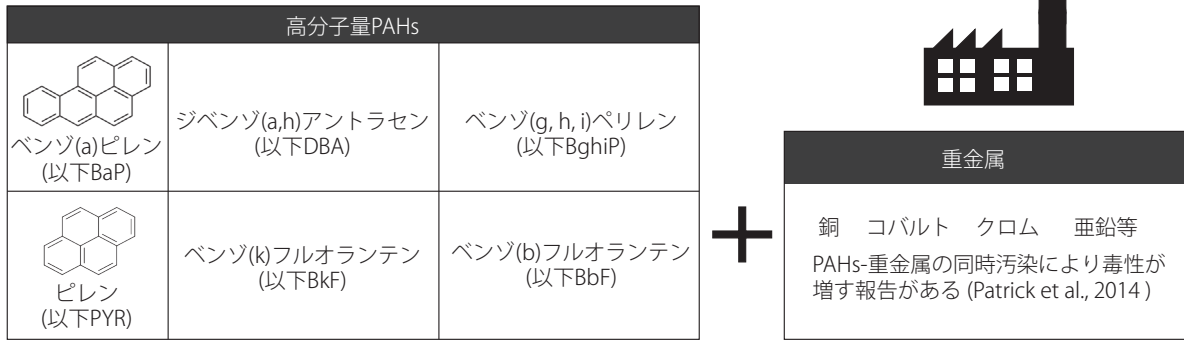 高分子量PAHs
ベンゾ(a)ピレン
(以下BaP)
ジベンゾ(a,h)アントラセン
(以下DBA)
ベンゾ(g, h, i)ペリレン
(以下BghiP)
ピレン
(以下PYR)
ベンゾ(k)フルオランテン
(以下BkF)
ベンゾ(b)フルオランテン
(以下BbF)
+
重金属
銅 コバルト クロム 亜鉛等
PAHs-重金属の同時汚染により毒性が
増す報告がある (Patrick et al., 2014 )